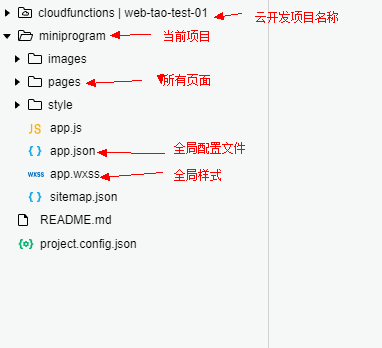 cloudfunctions | web-tao-test-01 云开发项目名称
miniprogram 当前项目
images
pages 所有页面
style
JS app.js
{ } app.json 全局配置文件
wxss app.wxss 全局样式
{ } sitemap.json
README.md
{o} project.config.json